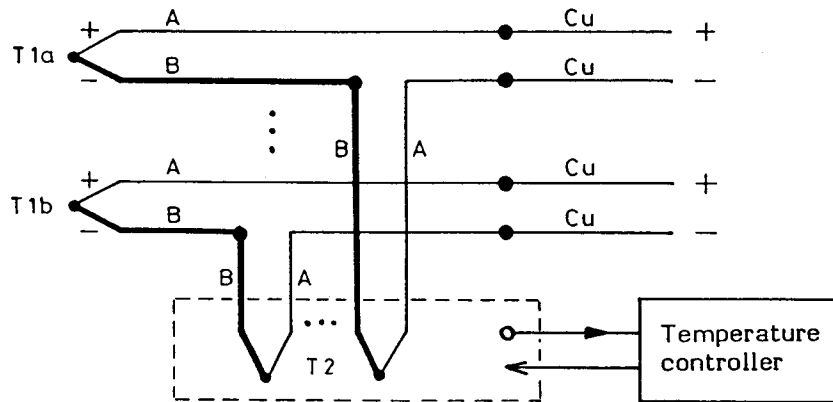 A Cu
+ +
T1a
− B Cu −
B A
A Cu
+ +
T1b
− B Cu −
B A
T2
Temperature
controller